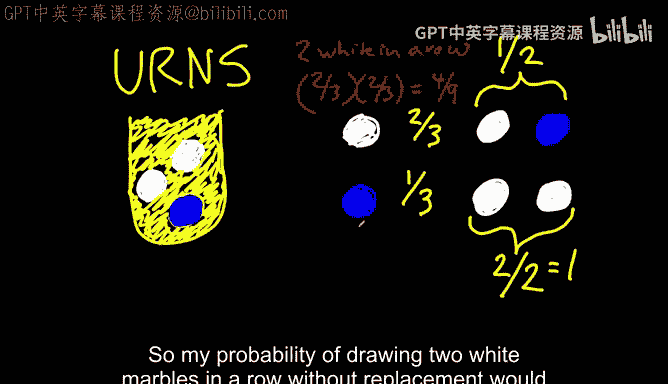 GPT中英字幕课程资源@bilibili.com
GPT中英字幕课程资源 bilibili
URNS
2 white in a row
(2/3)(2/3) = 4/9
1/2
2/3
1/3
2/2=1
So my probability of drawing two white
marbles in a row without replacement would